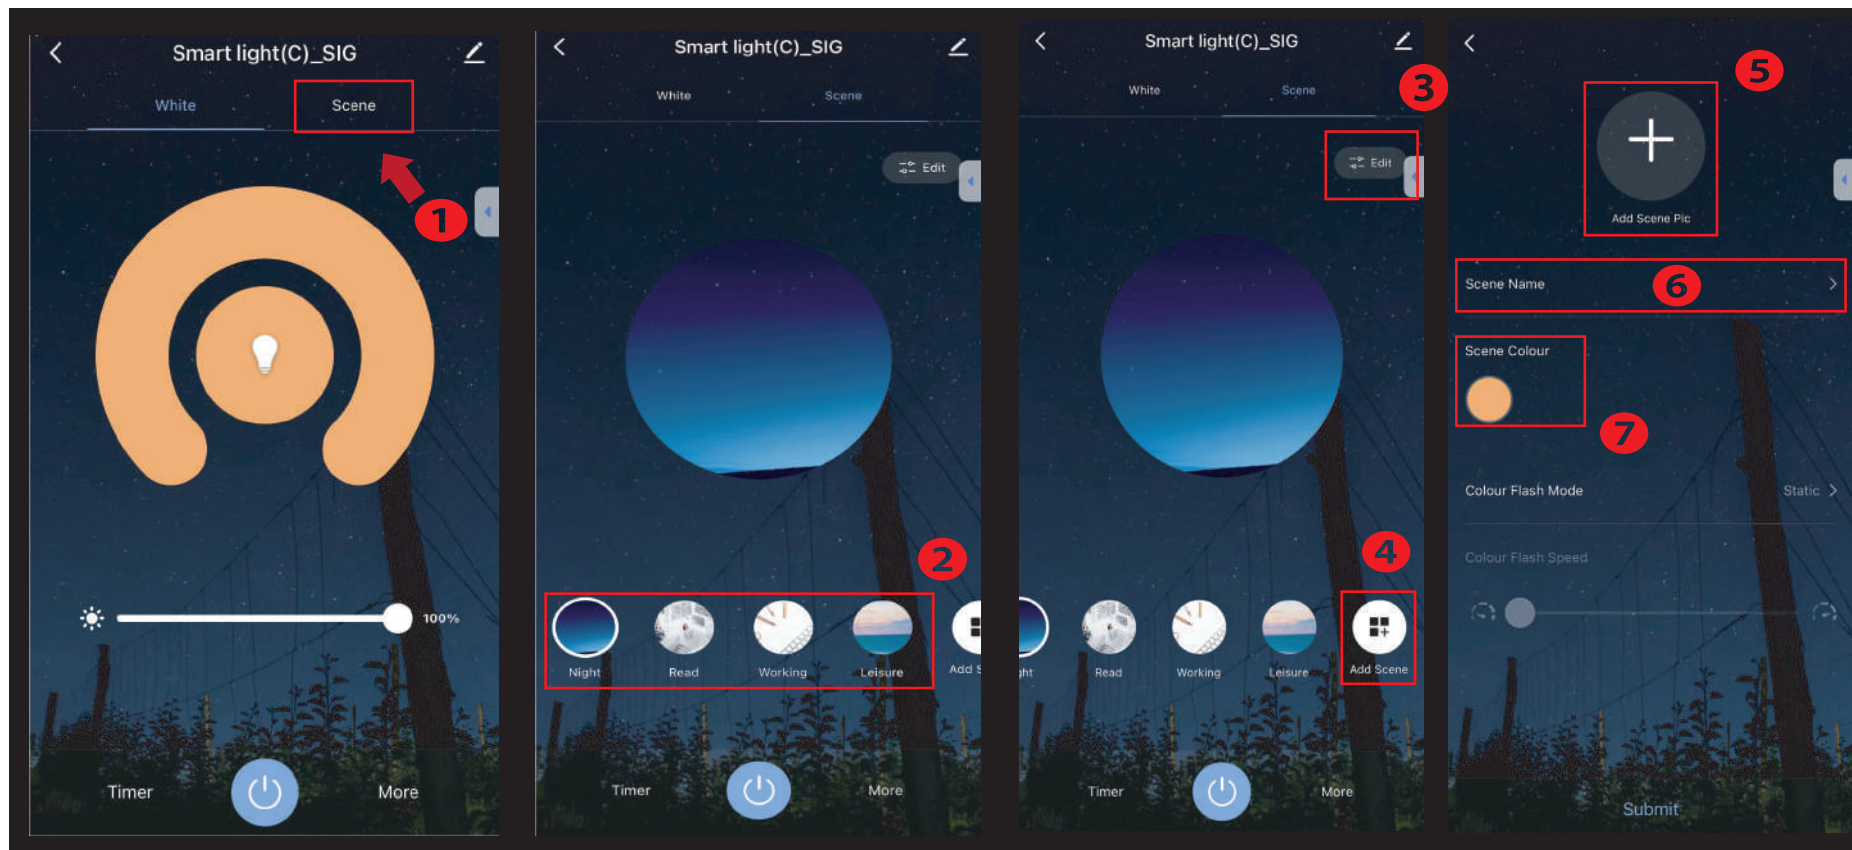 Smart light(C)_SIG
White
Scene
1
100%
Timer
More
Smart light(C)_SIG
White
Scene
Edit
2
Night
Read
Working
Leisure
Add S
Timer
More
Smart light(C)_SIG
3
White
Scene
Edit
4
ght
Read
Working
Leisure
Add Scene
Timer
More
5
Add Scene Pic
Scene Name
6
Scene Colour
7
Colour Flash Mode
Static
Colour Flash Speed
Submit